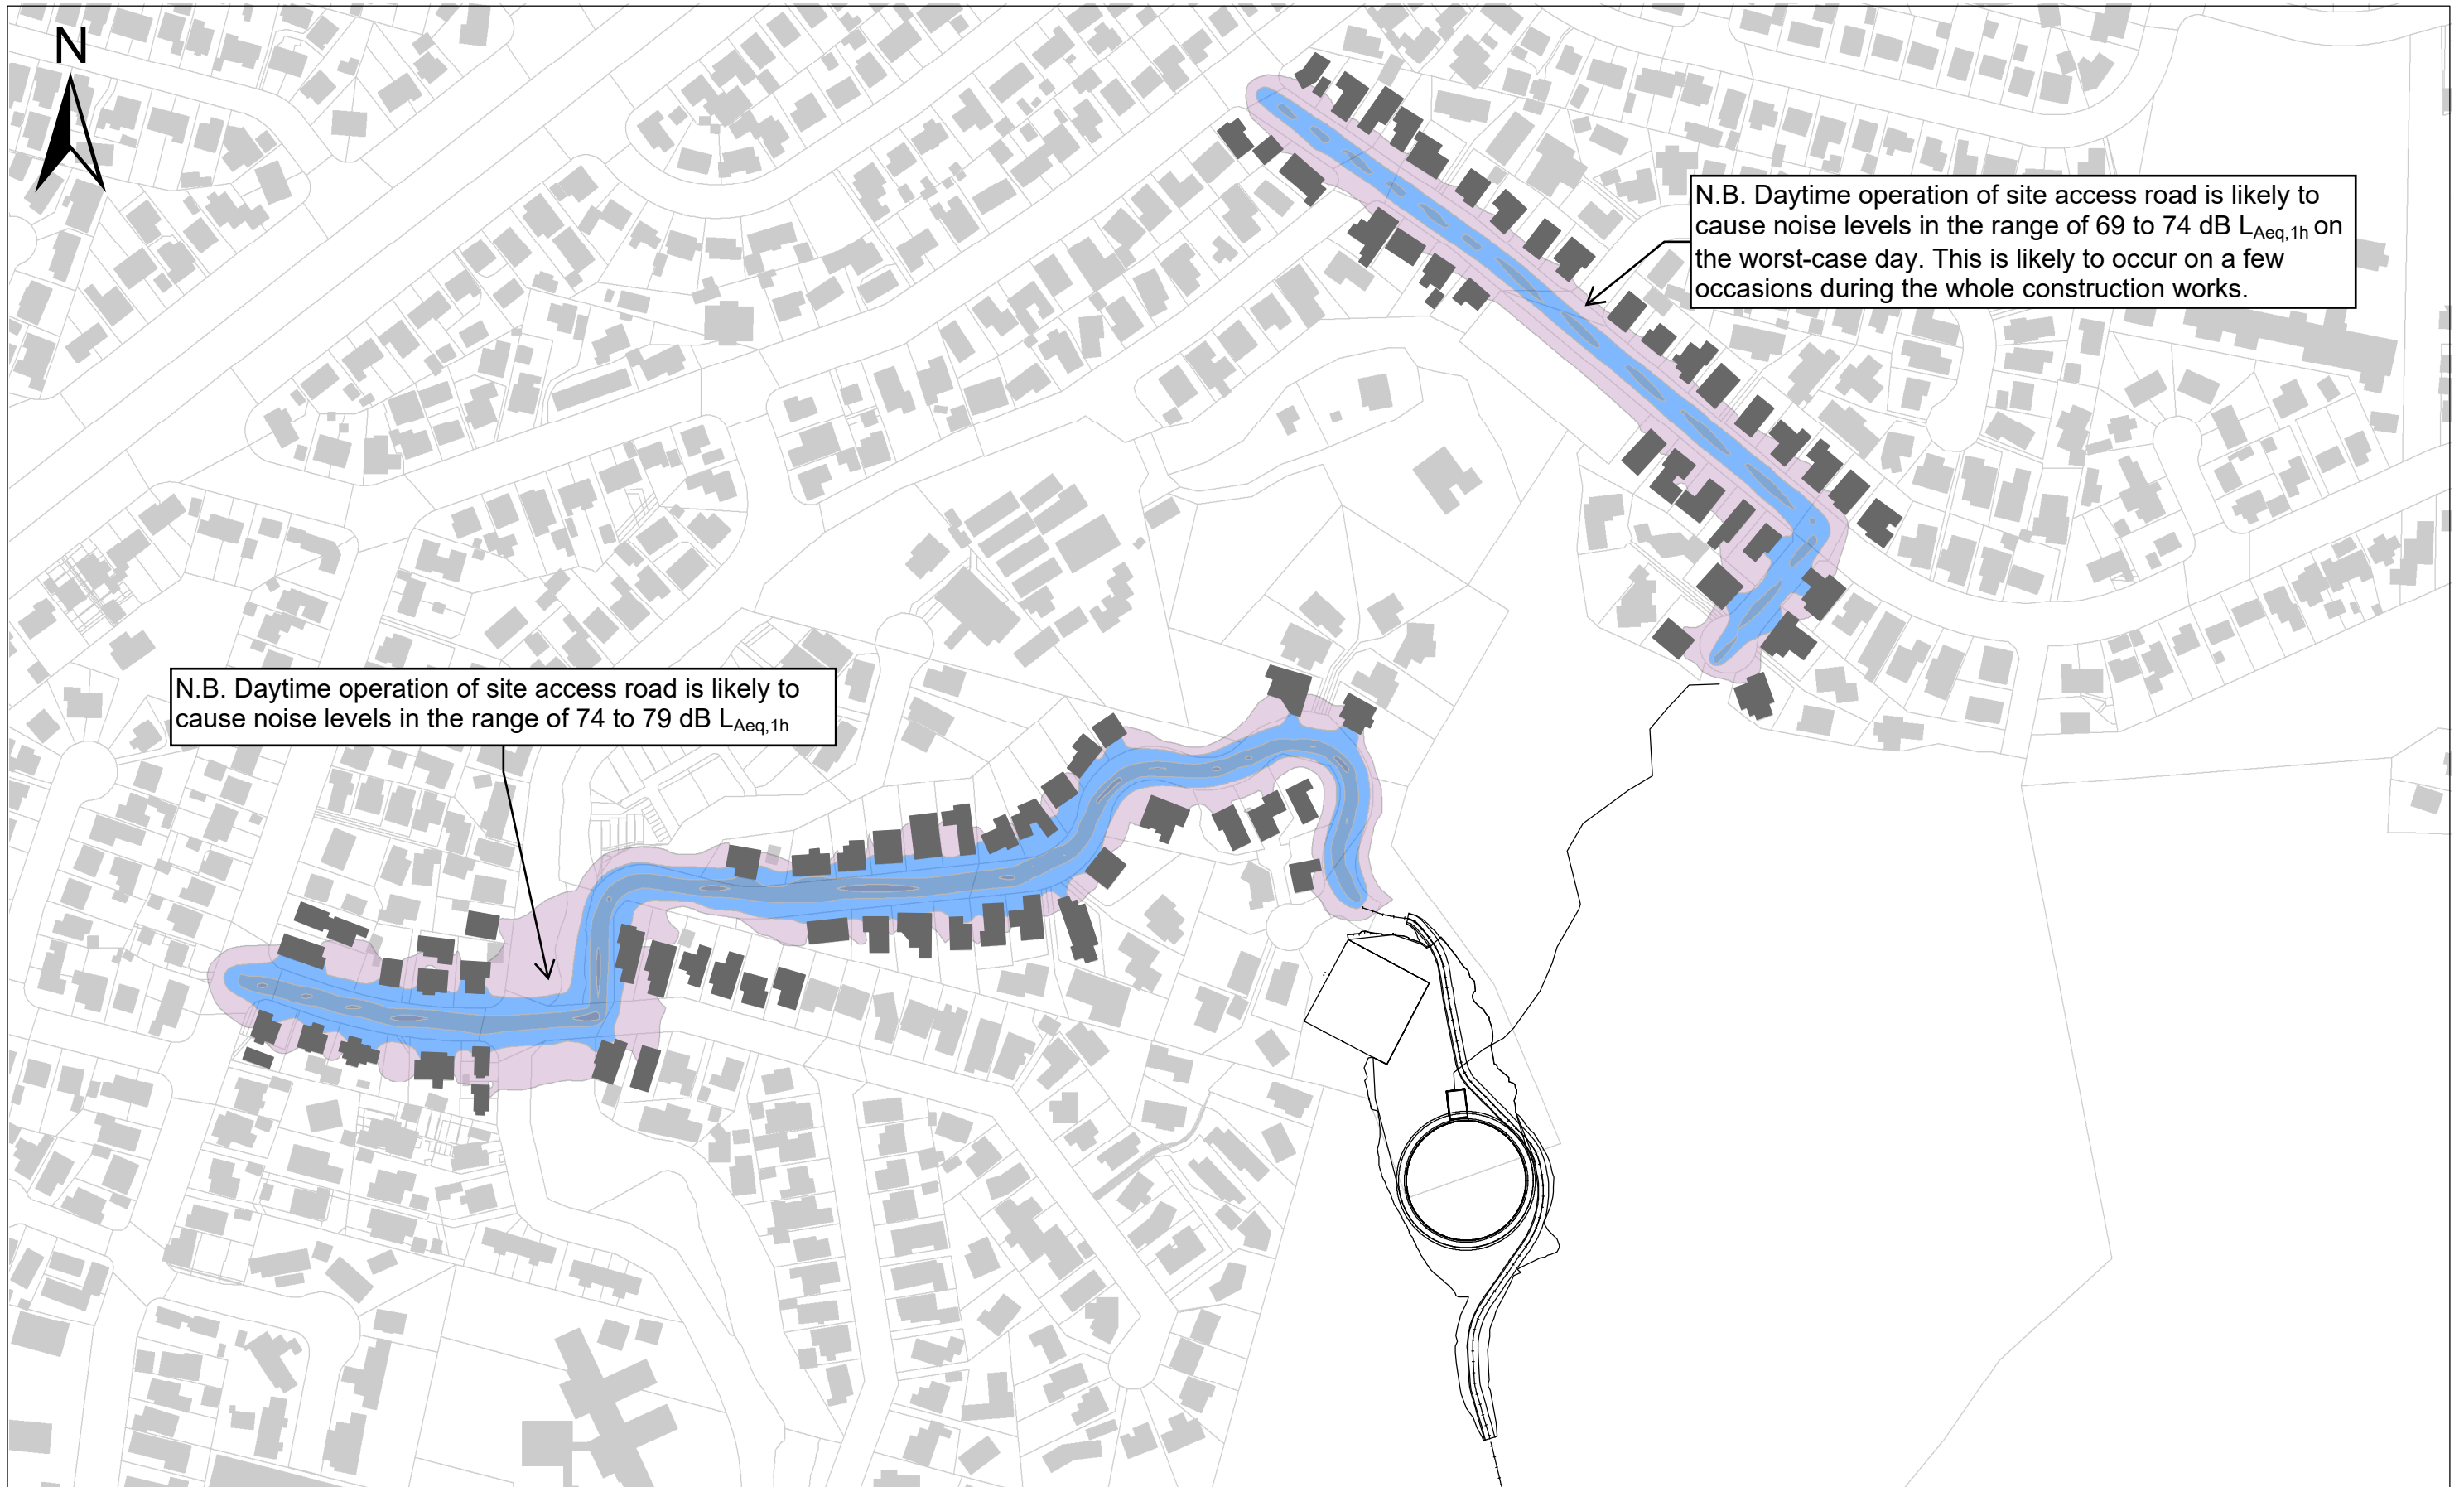 N
N.B. Daytime operation of site access road is likely to
cause noise levels in the range of 69 to 74 dB LAeq,1h on
the worst-case day. This is likely to occur on a few
occasions during the whole construction works.
N.B. Daytime operation of site access road is likely to
cause noise levels in the range of 74 to 79 dB LAeq,1h